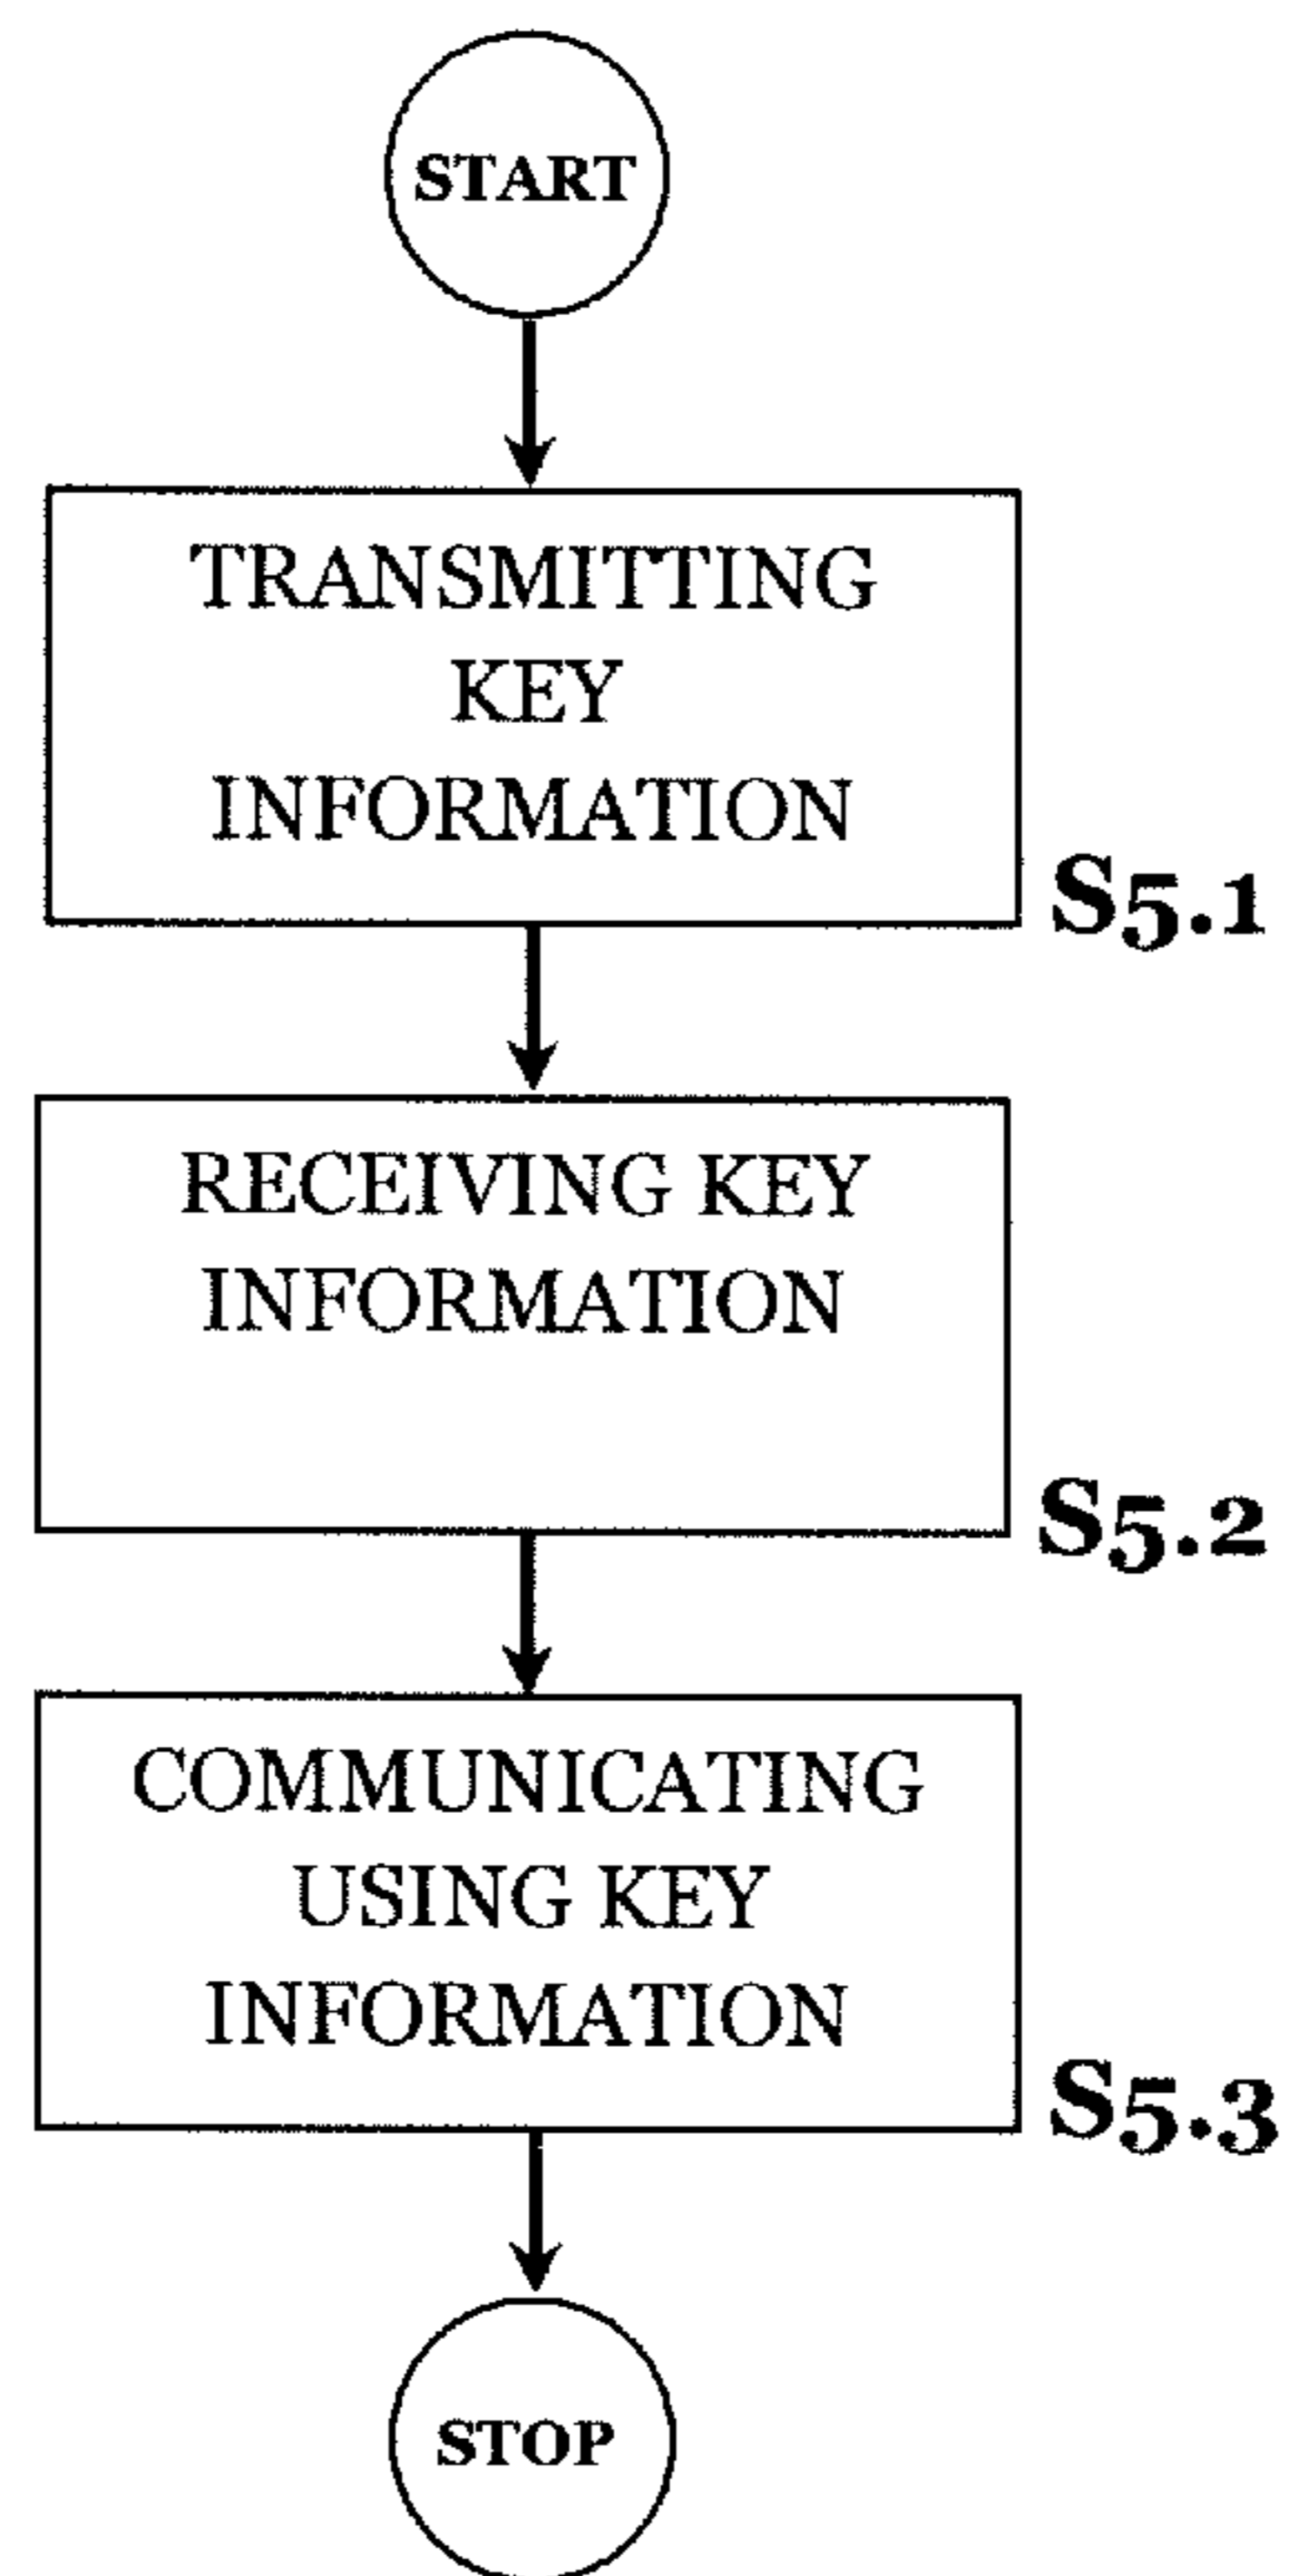 START
TRANSMITTING
KEY
INFORMATION
S5.1
RECEIVING KEY
INFORMATION
S5.2
COMMUNICATING
USING KEY
INFORMATION
S5.3
STOP